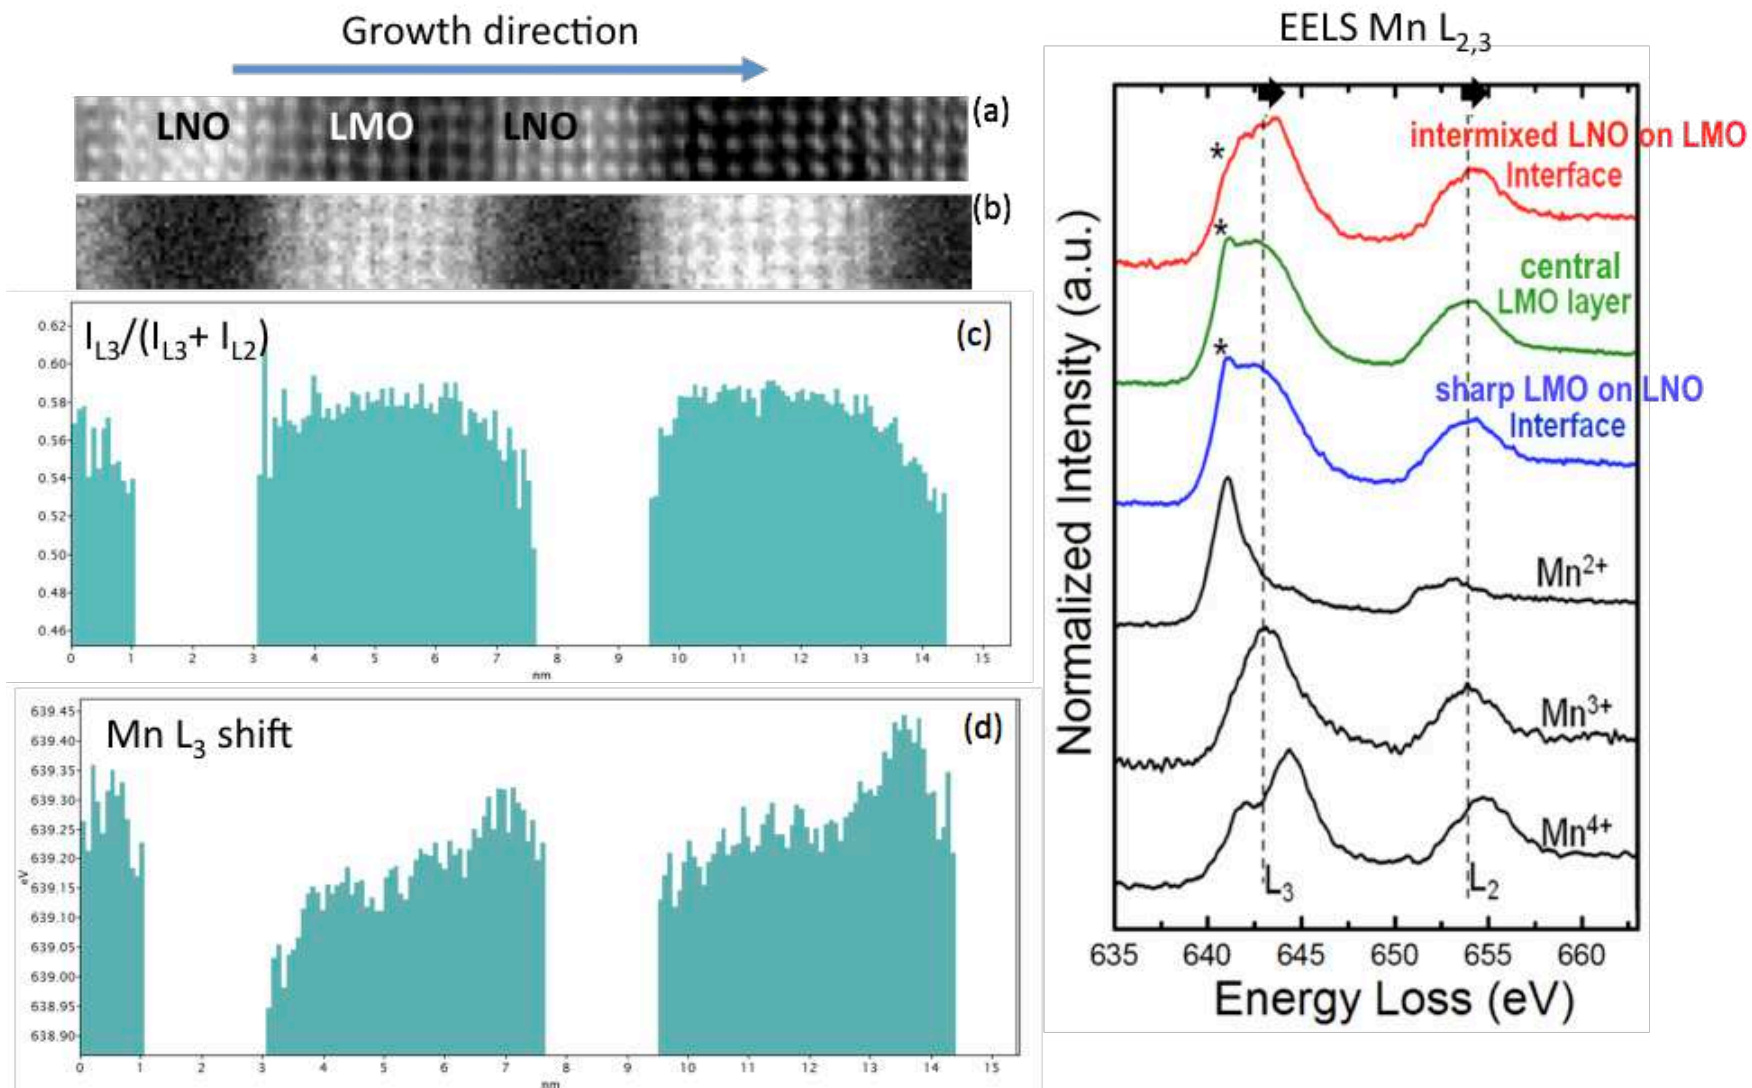 Growth direction
LNO LMO LNO (a)
(b)
I_L3/(I_L3+ I_L2) (c)
0.62
0.60
0.58
0.56
0.54
0.52
0.50
0.48
0.46
0 1 2 3 4 5 6 7 8 9 10 11 12 13 14 15
nm
Mn L3 shift (d)
639.45
639.40
639.35
639.30
639.25
639.20
639.15
639.10
639.05
639.00
638.95
638.90
eV
0 1 2 3 4 5 6 7 8 9 10 11 12 13 14 15
nm
EELS Mn L2,3
Normalized Intensity (a.u.)
* intermixed LNO on LMO
Interface
* central
LMO layer
* sharp LMO on LNO
Interface
Mn2+
Mn3+
Mn4+
L3 L2
635 640 645 650 655 660
Energy Loss (eV)